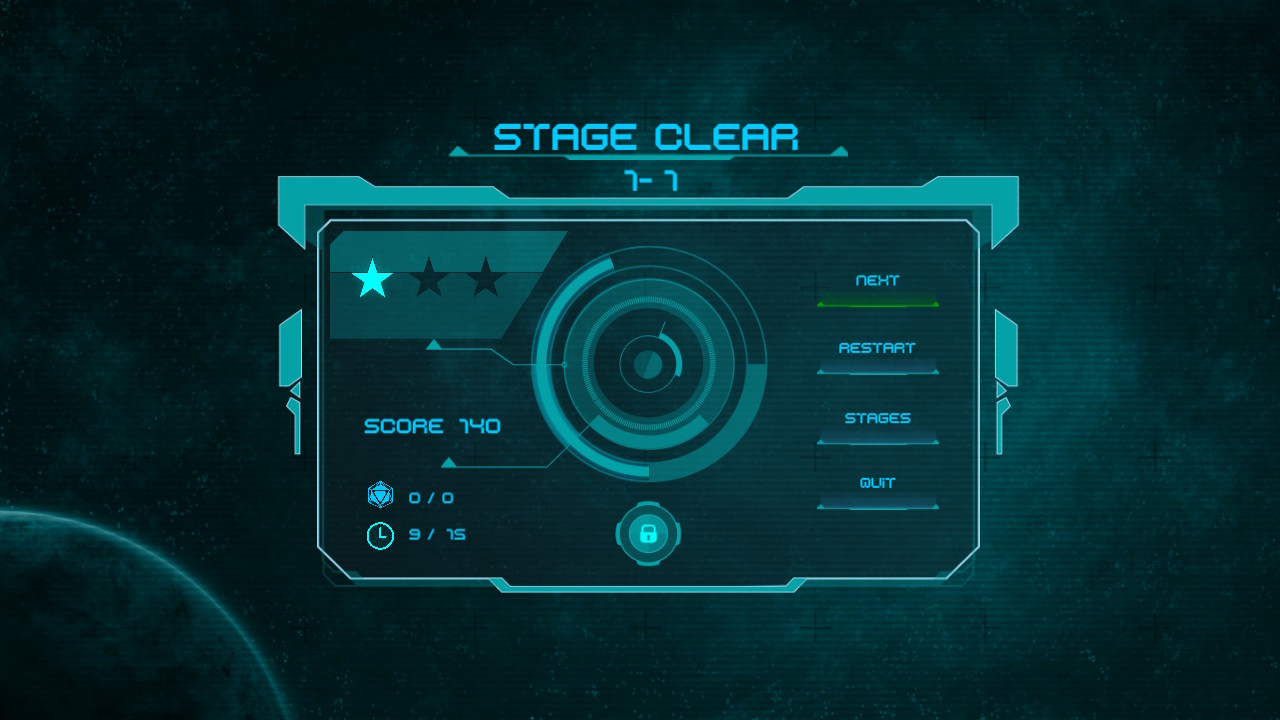 STAGE CLEAR
1- 1
NEXT
RESTART
SCORE 140
STAGES
0 / 0
QUIT
9 / 15